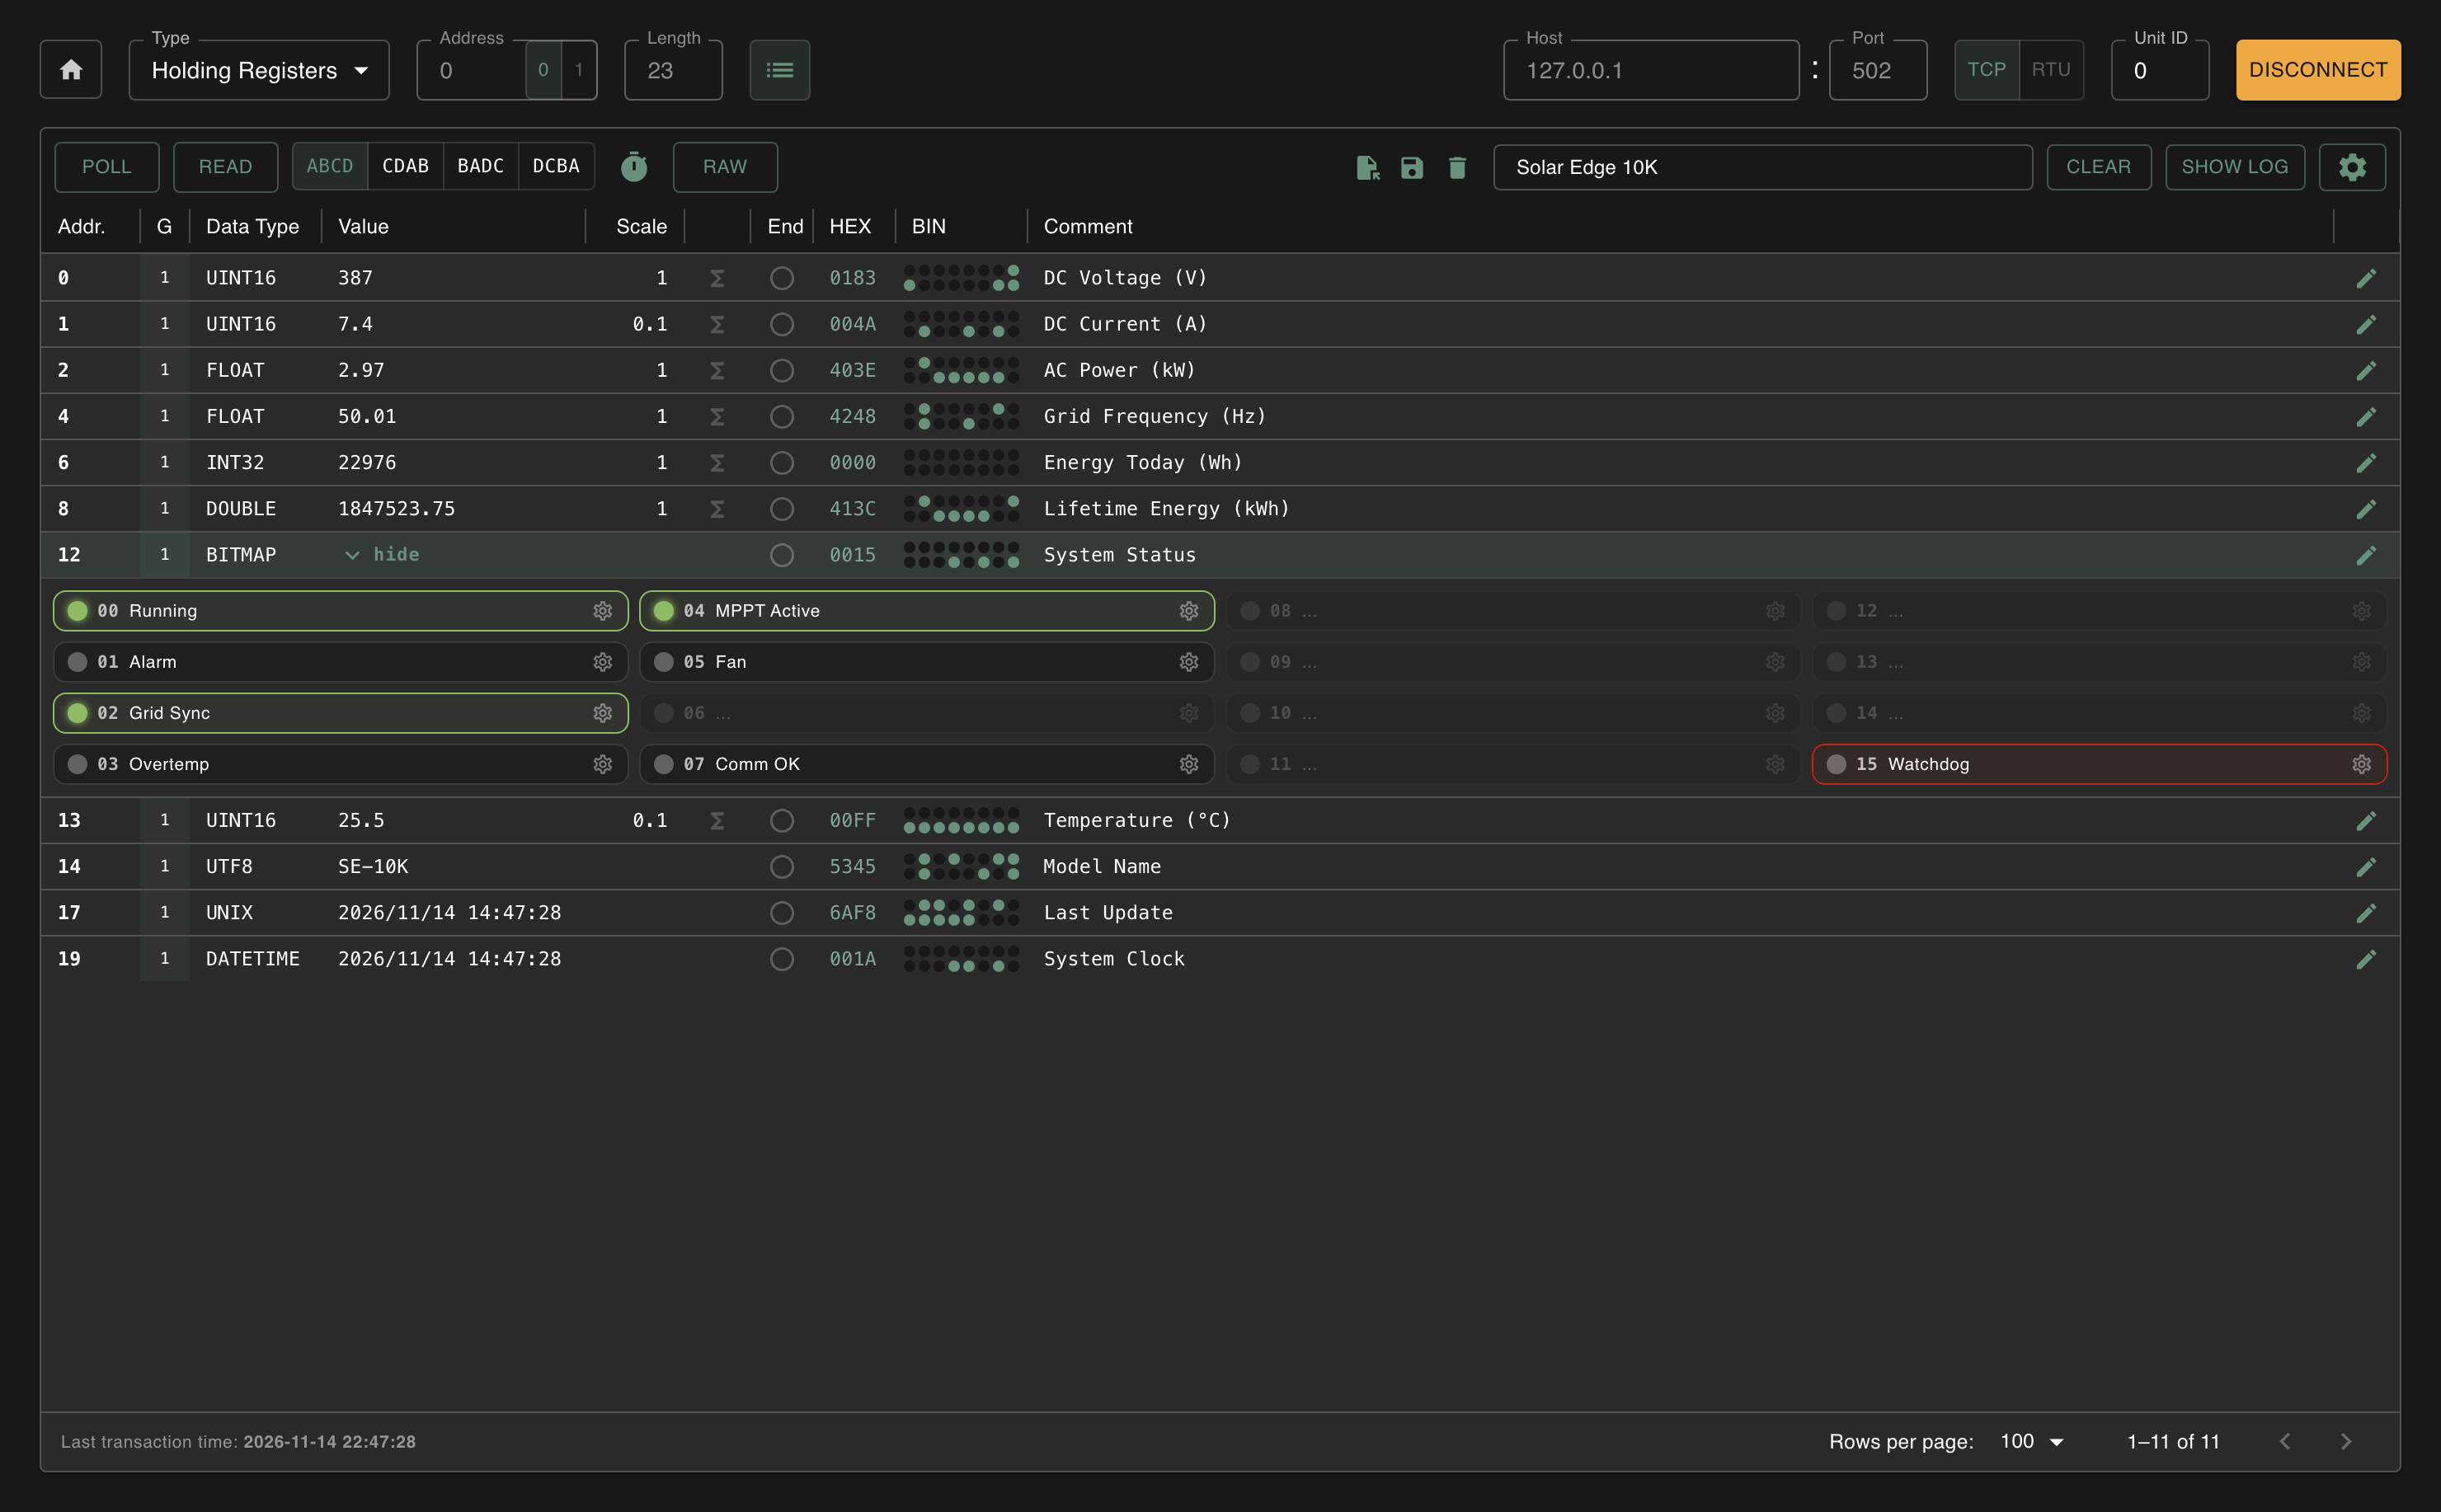 Type Address Length Host Port Unit ID
Holding Registers 0 0 1 23 127.0.0.1 : 502 TCP RTU 0 DISCONNECT
POLL READ ABCD CDAB BADC DCBA RAW Solar Edge 10K CLEAR SHOW LOG
Addr. G Data Type Value Scale End HEX BIN Comment
0 1 UINT16 387 1 Σ 0183 DC Voltage (V)
1 1 UINT16 7.4 0.1 Σ 004A DC Current (A)
2 1 FLOAT 2.97 1 Σ 403E AC Power (kW)
4 1 FLOAT 50.01 1 Σ 4248 Grid Frequency (Hz)
6 1 INT32 22976 1 Σ 0000 Energy Today (Wh)
8 1 DOUBLE 1847523.75 1 Σ 413C Lifetime Energy (kWh)
12 1 BITMAP hide 0015 System Status
00 Running 04 MPPT Active 08 ... 12 ...
01 Alarm 05 Fan 09 ... 13 ...
02 Grid Sync 06 ... 10 ... 14 ...
03 Overtemp 07 Comm OK 11 ... 15 Watchdog
13 1 UINT16 25.5 0.1 Σ 00FF Temperature (°C)
14 1 UTF8 SE-10K 5345 Model Name
17 1 UNIX 2026/11/14 14:47:28 6AF8 Last Update
19 1 DATETIME 2026/11/14 14:47:28 001A System Clock
Last transaction time: 2026-11-14 22:47:28 Rows per page: 100 1–11 of 11